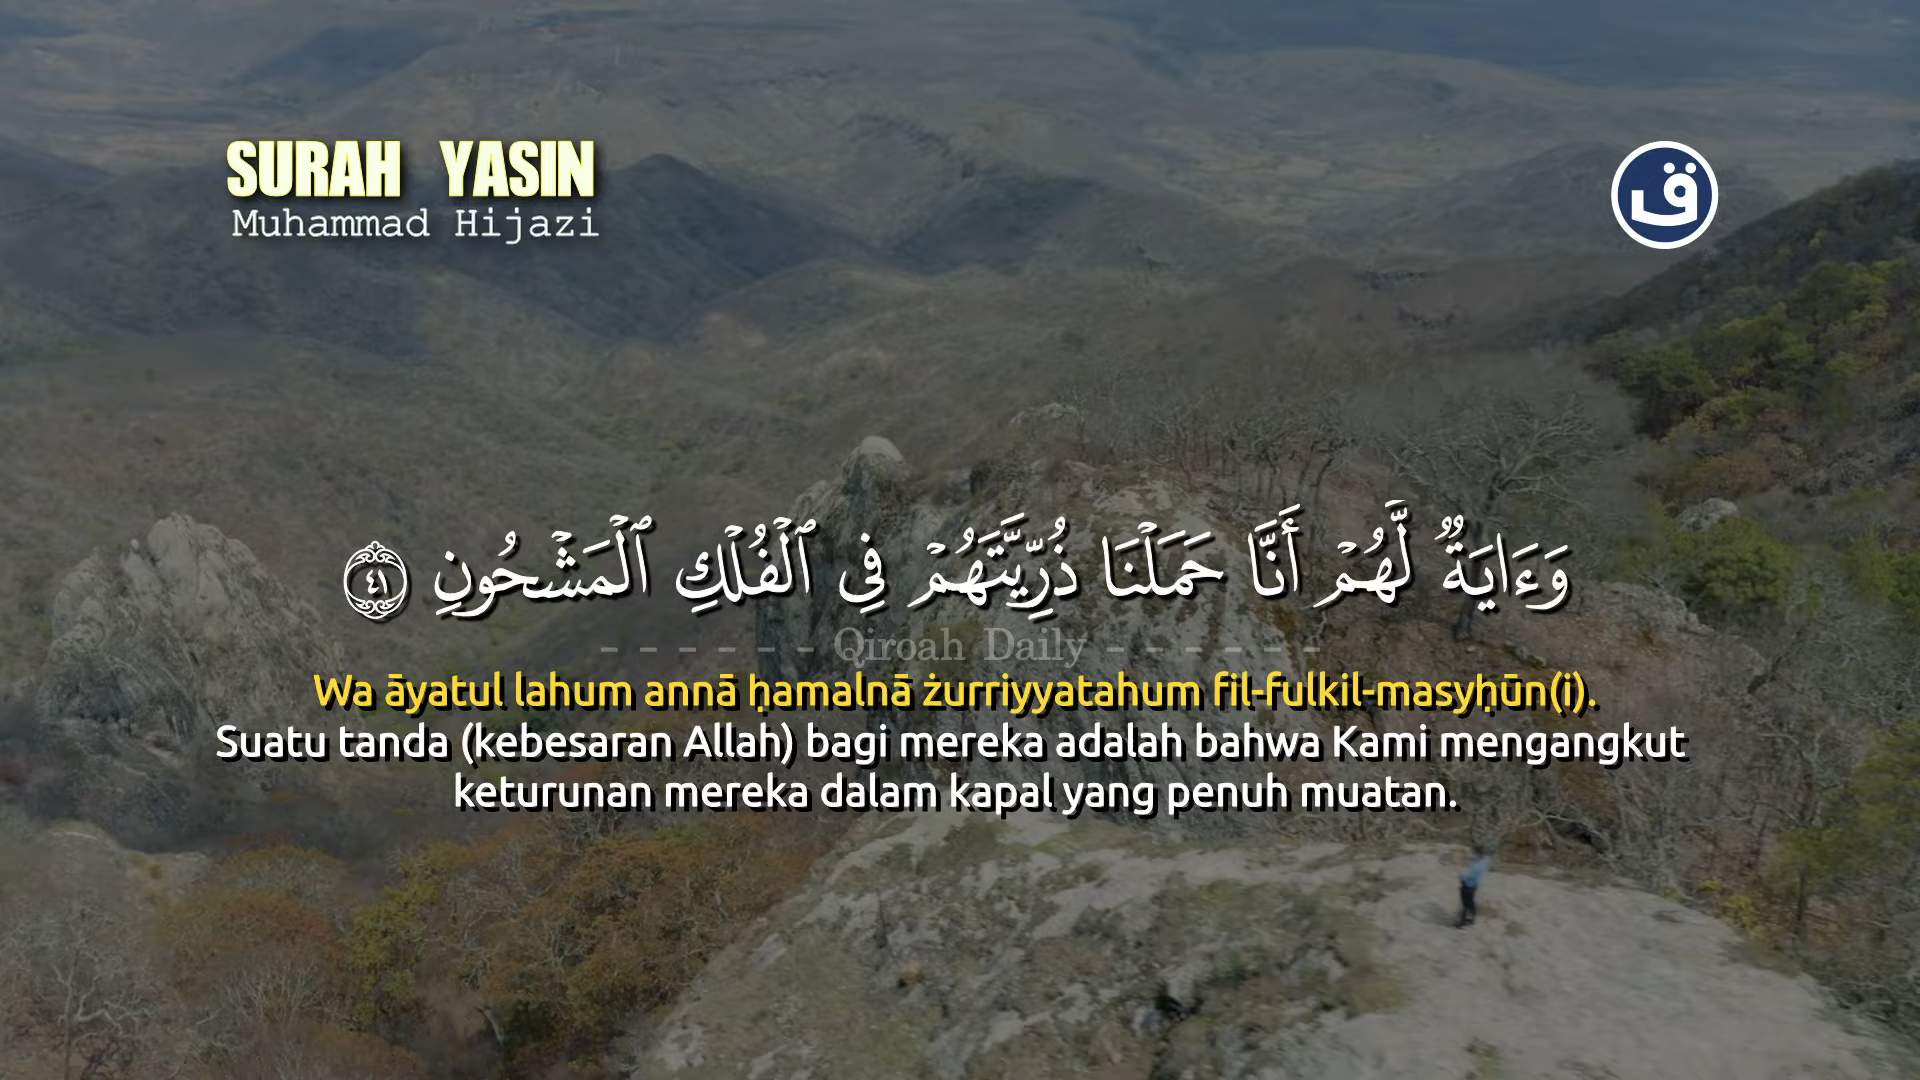 SURAH YASIN
Muhammad Hijazi
ق
وَءَايَةٌ لَّهُمْ أَنَّا حَمَلْنَا ذُرِّيَّتَهُمْ فِى ٱلْفُلْكِ ٱلْمَشْحُونِ ٤١
- - - - - - Qiroah Daily - - - - - -
Wa āyatul lahum annā ḥamalnā żurriyyatahum fil-fulkil-masyḥūn(i).
Suatu tanda (kebesaran Allah) bagi mereka adalah bahwa Kami mengangkut
keturunan mereka dalam kapal yang penuh muatan.